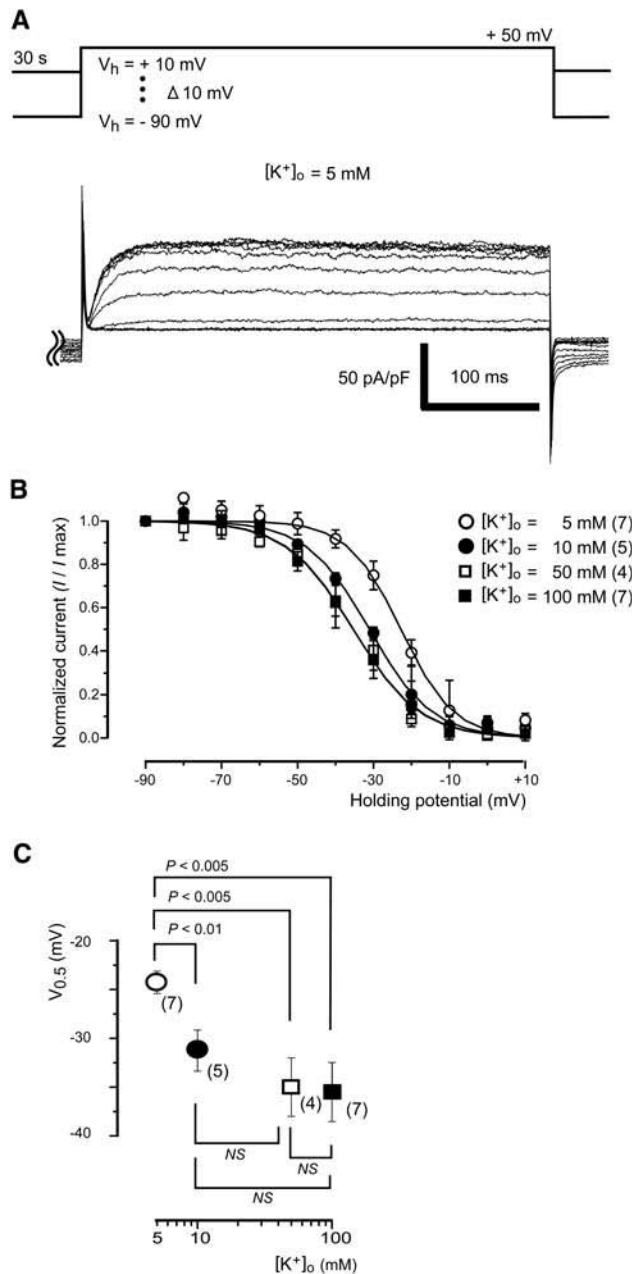 A
+ 50 mV
30 s
Vh = + 10 mV
Δ 10 mV
Vh = - 90 mV
[K+]o = 5 mM
50 pA/pF
100 ms
B
Normalized current (I / I max)
1.0
0.8
0.6
0.4
0.2
0.0
[K+]o = 5 mM (7)
[K+]o = 10 mM (5)
[K+]o = 50 mM (4)
[K+]o = 100 mM (7)
-90 -70 -50 -30 -10 +10
Holding potential (mV)
C
P < 0.005
P < 0.005
P < 0.01
V0.5 (mV)
-20
-30
-40
(7)
(5)
(4)
(7)
NS
NS
NS
5 10 100
[K+]o (mM)